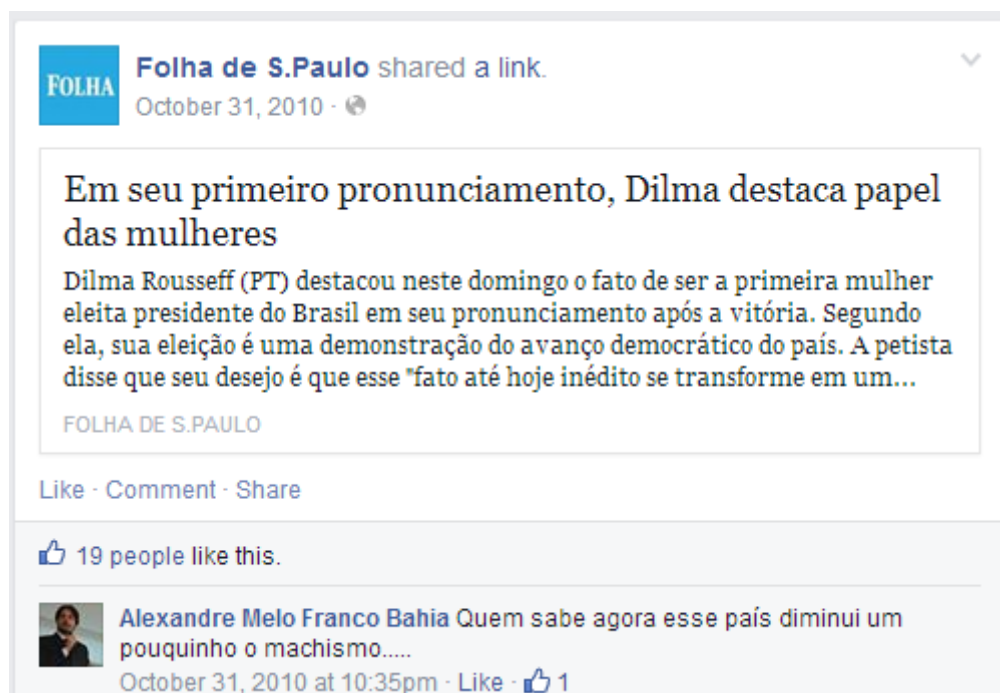 FOLHA
Folha de S.Paulo shared a link.
October 31, 2010 ·
Em seu primeiro pronunciamento, Dilma destaca papel
das mulheres
Dilma Rousseff (PT) destacou neste domingo o fato de ser a primeira mulher
eleita presidente do Brasil em seu pronunciamento após a vitória. Segundo
ela, sua eleição é uma demonstração do avanço democrático do país. A petista
disse que seu desejo é que esse "fato até hoje inédito se transforme em um...
FOLHA DE S.PAULO
Like · Comment · Share
19 people like this.
Alexandre Melo Franco Bahia Quem sabe agora esse país diminui um
pouquinho o machismo.....
October 31, 2010 at 10:35pm · Like · 1